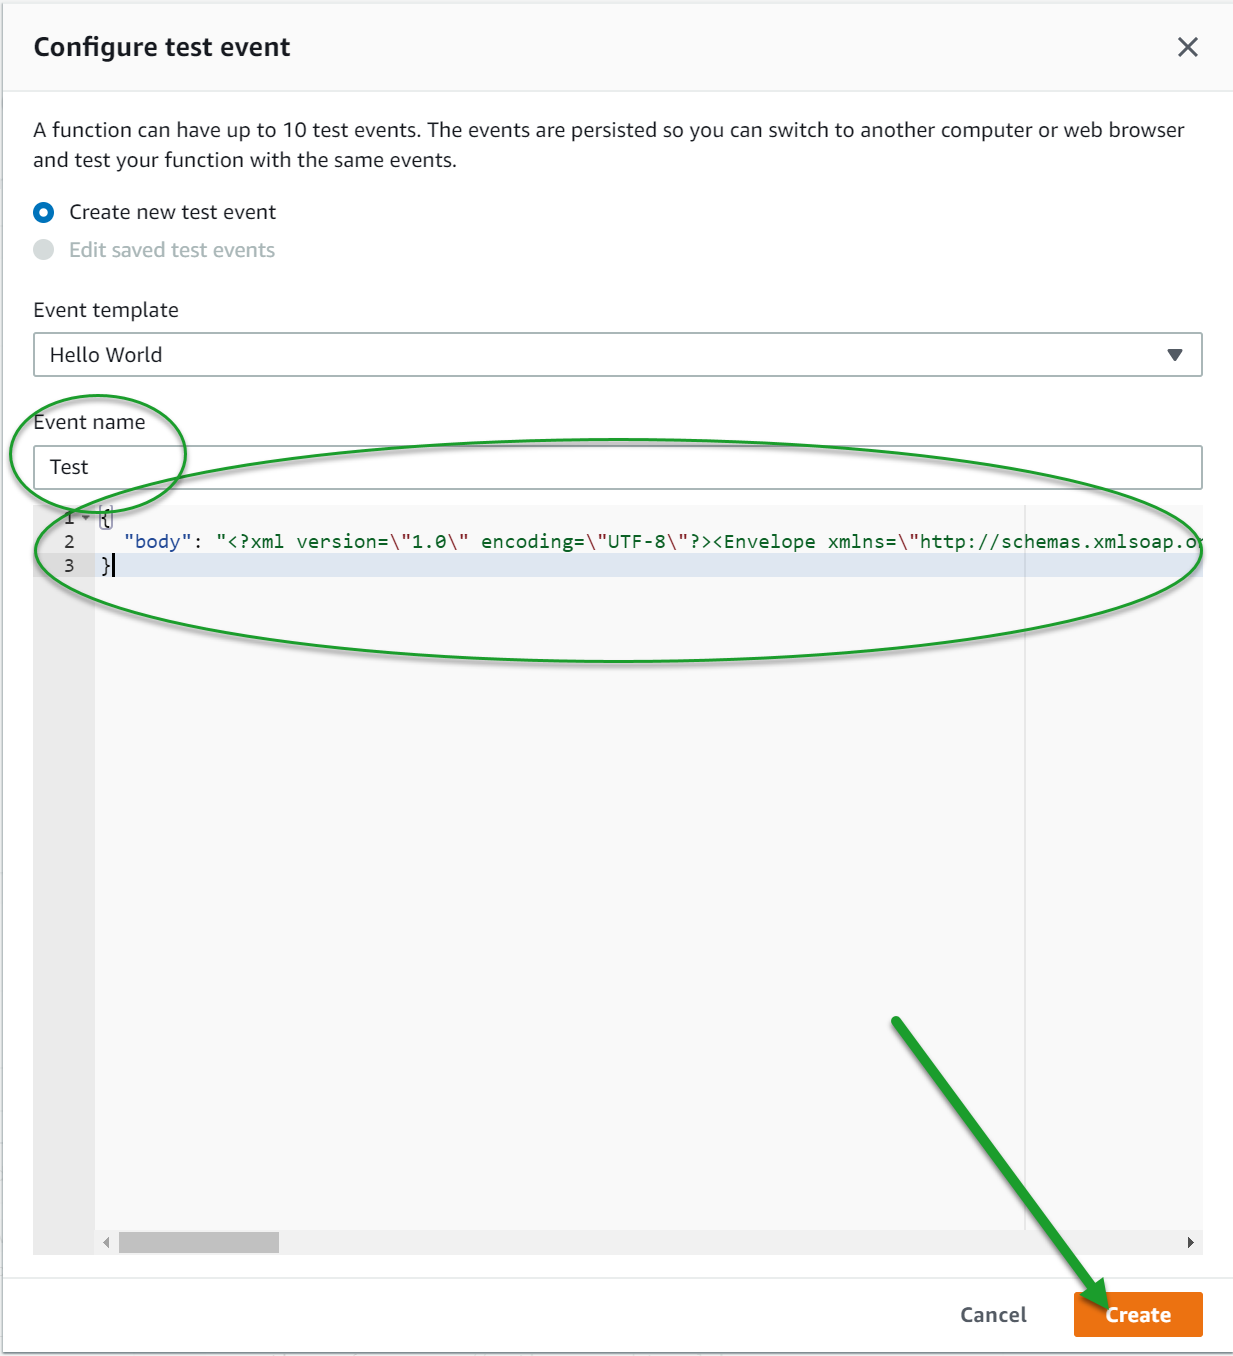 Configure test event
A function can have up to 10 test events. The events are persisted so you can switch to another computer or web browser
and test your function with the same events.
Create new test event
Edit saved test events
Event template
Hello World
Event name
Test
1 {
2 "body": "<?xml version=\"1.0\" encoding=\"UTF-8\"?><Envelope xmlns=\"http://schemas.xmlsoap.o
3 }
Cancel
Create